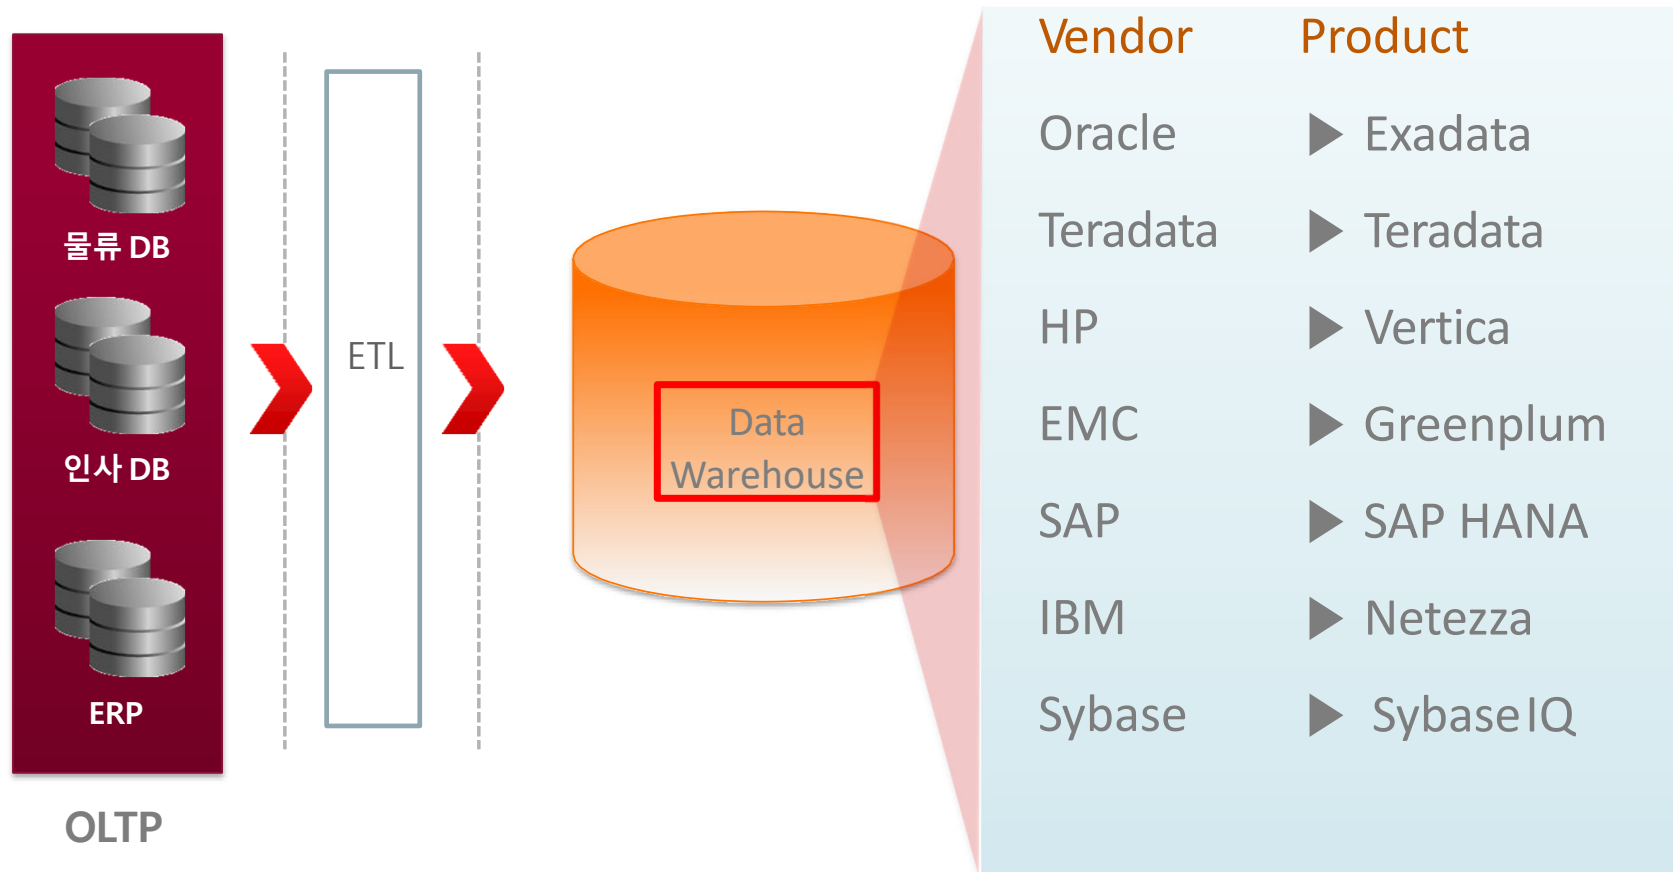 물류 DB
인사 DB
ERP
OLTP
ETL
Data
Warehouse
Vendor Product
Oracle ▶ Exadata
Teradata ▶ Teradata
HP ▶ Vertica
EMC ▶ Greenplum
SAP ▶ SAP HANA
IBM ▶ Netezza
Sybase ▶ Sybase IQ